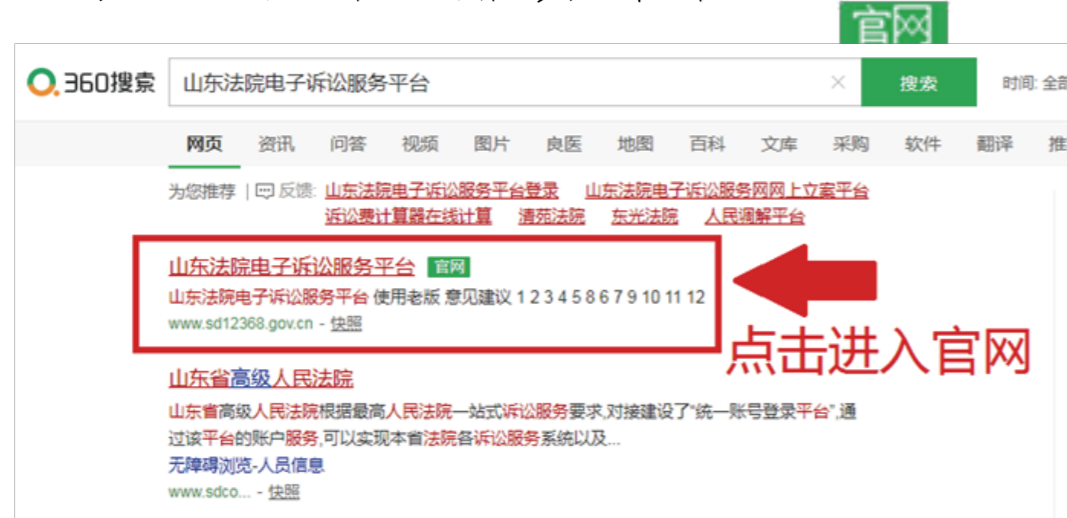 官网
360搜索 山东法院电子诉讼服务平台 × 搜索 时间: 全部
网页 资讯 问答 视频 图片 良医 地图 百科 文库 采购 软件 翻译 推
为您推荐 | 反馈: 山东法院电子诉讼服务平台登录 山东法院电子诉讼服务网网上立案平台
诉讼费计算器在线计算 清苑法院 东光法院 人民调解平台
山东法院电子诉讼服务平台 官网
山东法院电子诉讼服务平台 使用老版 意见建议 1 2 3 4 5 8 6 7 9 10 11 12
www.sd12368.gov.cn - 快照
点击进入官网
山东省高级人民法院
山东省高级人民法院根据最高人民法院一站式诉讼服务要求,对接建设了“统一账号登录平台”,通
过该平台的账户服务,可以实现本省法院各诉讼服务系统以及...
无障碍浏览-人员信息
www.sdco... - 快照